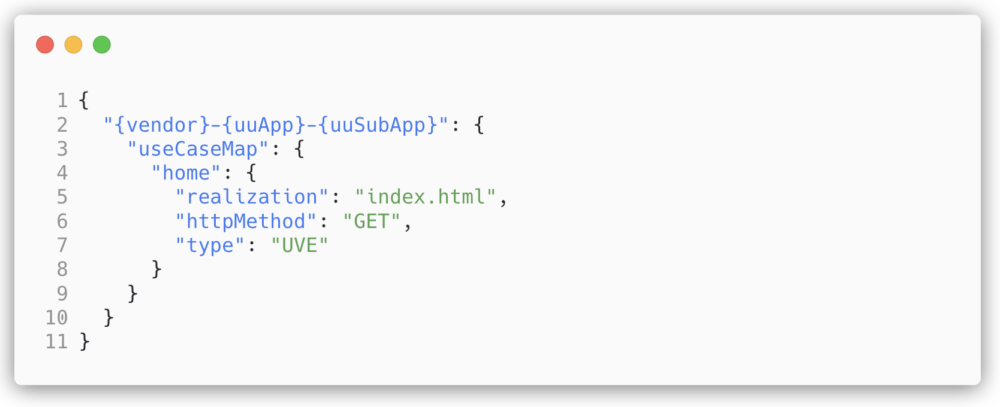 1 {
2   "{vendor}-{uuApp}-{uuSubApp}": {
3     "useCaseMap": {
4       "home": {
5         "realization": "index.html",
6         "httpMethod": "GET",
7         "type": "UVE"
8       }
9     }
10   }
11 }